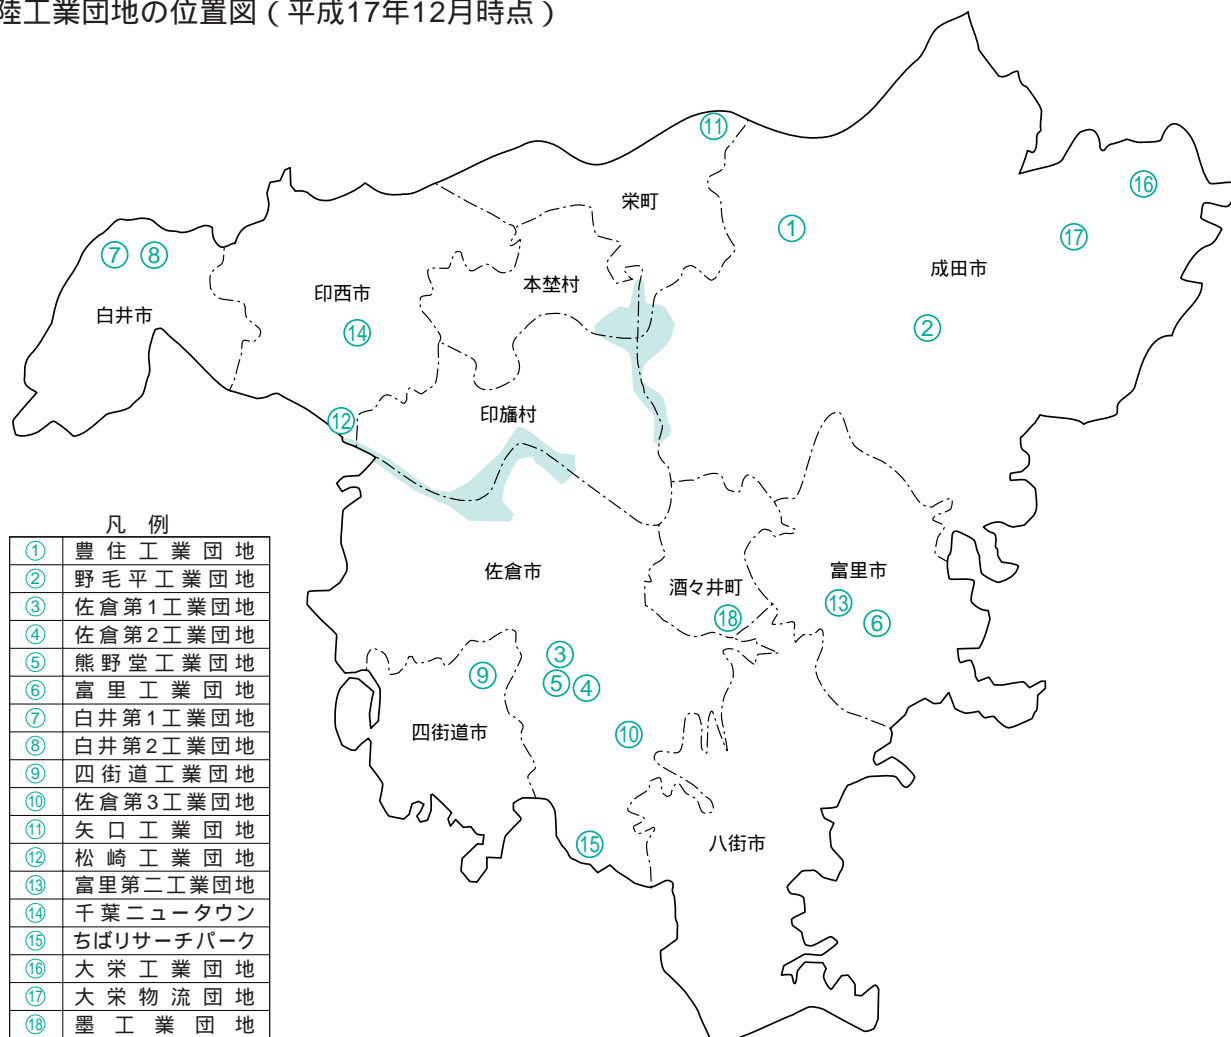 陸工業団地の位置図（平成17年12月時点）
⑪
⑯
栄町
①
⑰
⑦ ⑧
成田市
本埜村
印西市
白井市
②
⑭
印旛村
⑫
佐倉市
富里市
酒々井町
⑬
⑱
⑥
③
⑨
⑤ ④
四街道市
⑩
⑮
八街市
凡例
① 豊住工業団地
② 野毛平工業団地
③ 佐倉第1工業団地
④ 佐倉第2工業団地
⑤ 熊野堂工業団地
⑥ 富里工業団地
⑦ 白井第1工業団地
⑧ 白井第2工業団地
⑨ 四街道工業団地
⑩ 佐倉第3工業団地
⑪ 矢口工業団地
⑫ 松崎工業団地
⑬ 富里第二工業団地
⑭ 千葉ニュータウン
⑮ ちばリサーチパーク
⑯ 大栄工業団地
⑰ 大栄物流団地
⑱ 墨工業団地